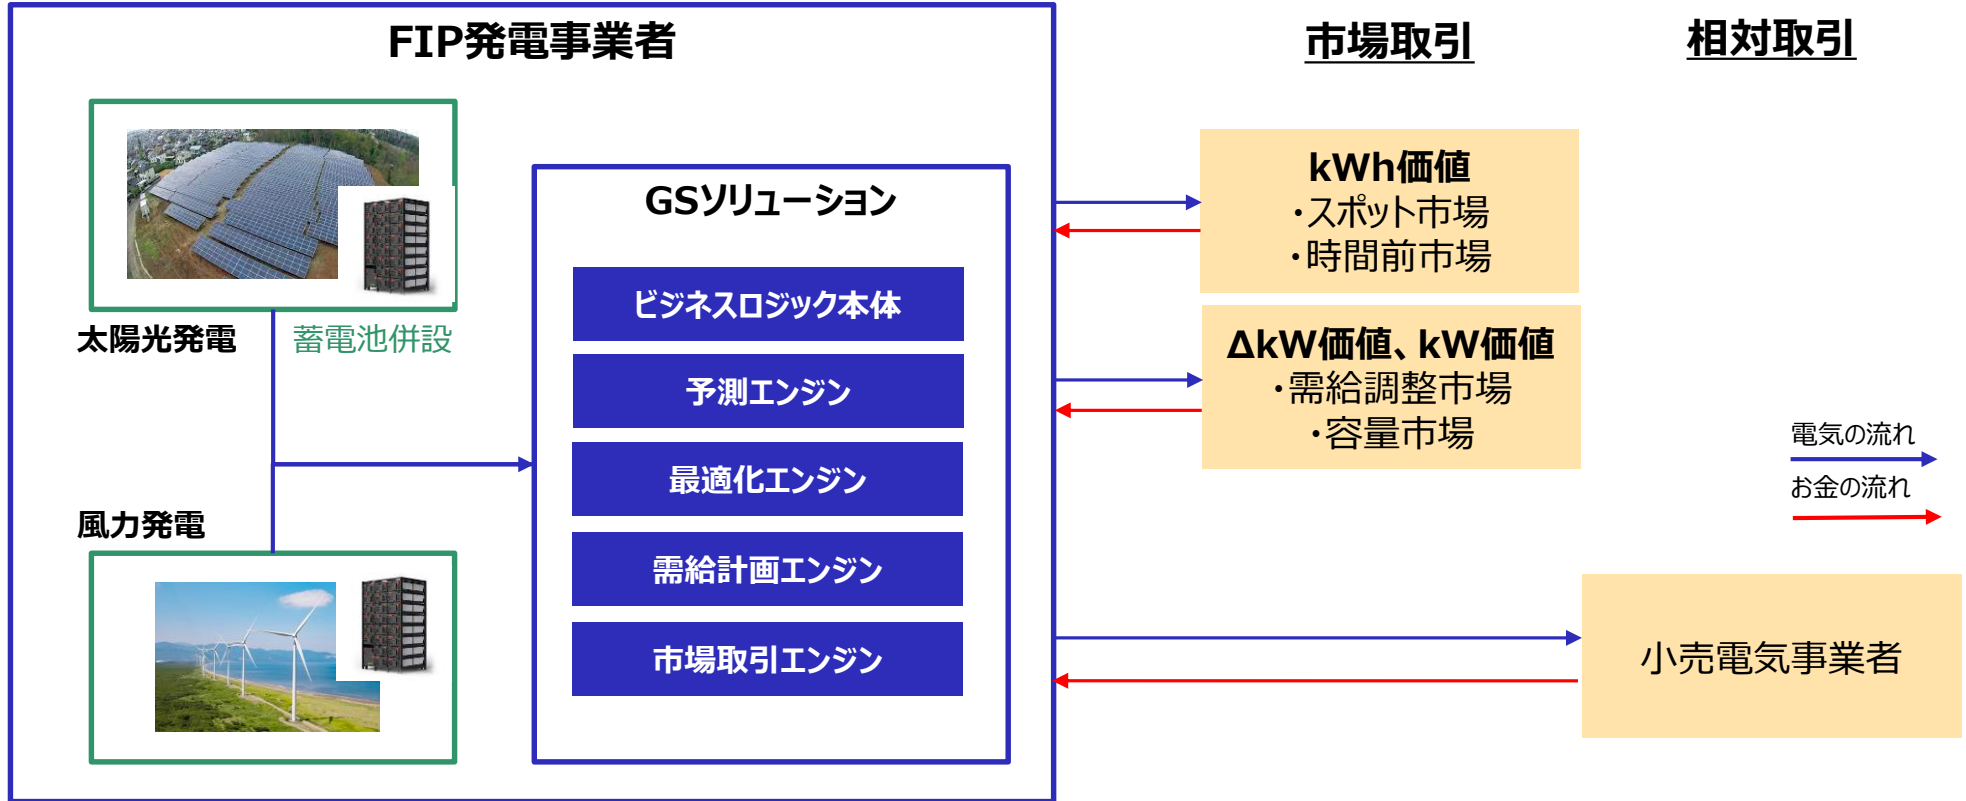 FIP発電事業者
市場取引
相対取引
GSソリューション
ビジネスロジック本体
予測エンジン
最適化エンジン
需給計画エンジン
市場取引エンジン
太陽光発電
蓄電池併設
風力発電
kWh価値
・スポット市場
・時間前市場
ΔkW価値、kW価値
・需給調整市場
・容量市場
電気の流れ
お金の流れ
小売電気事業者